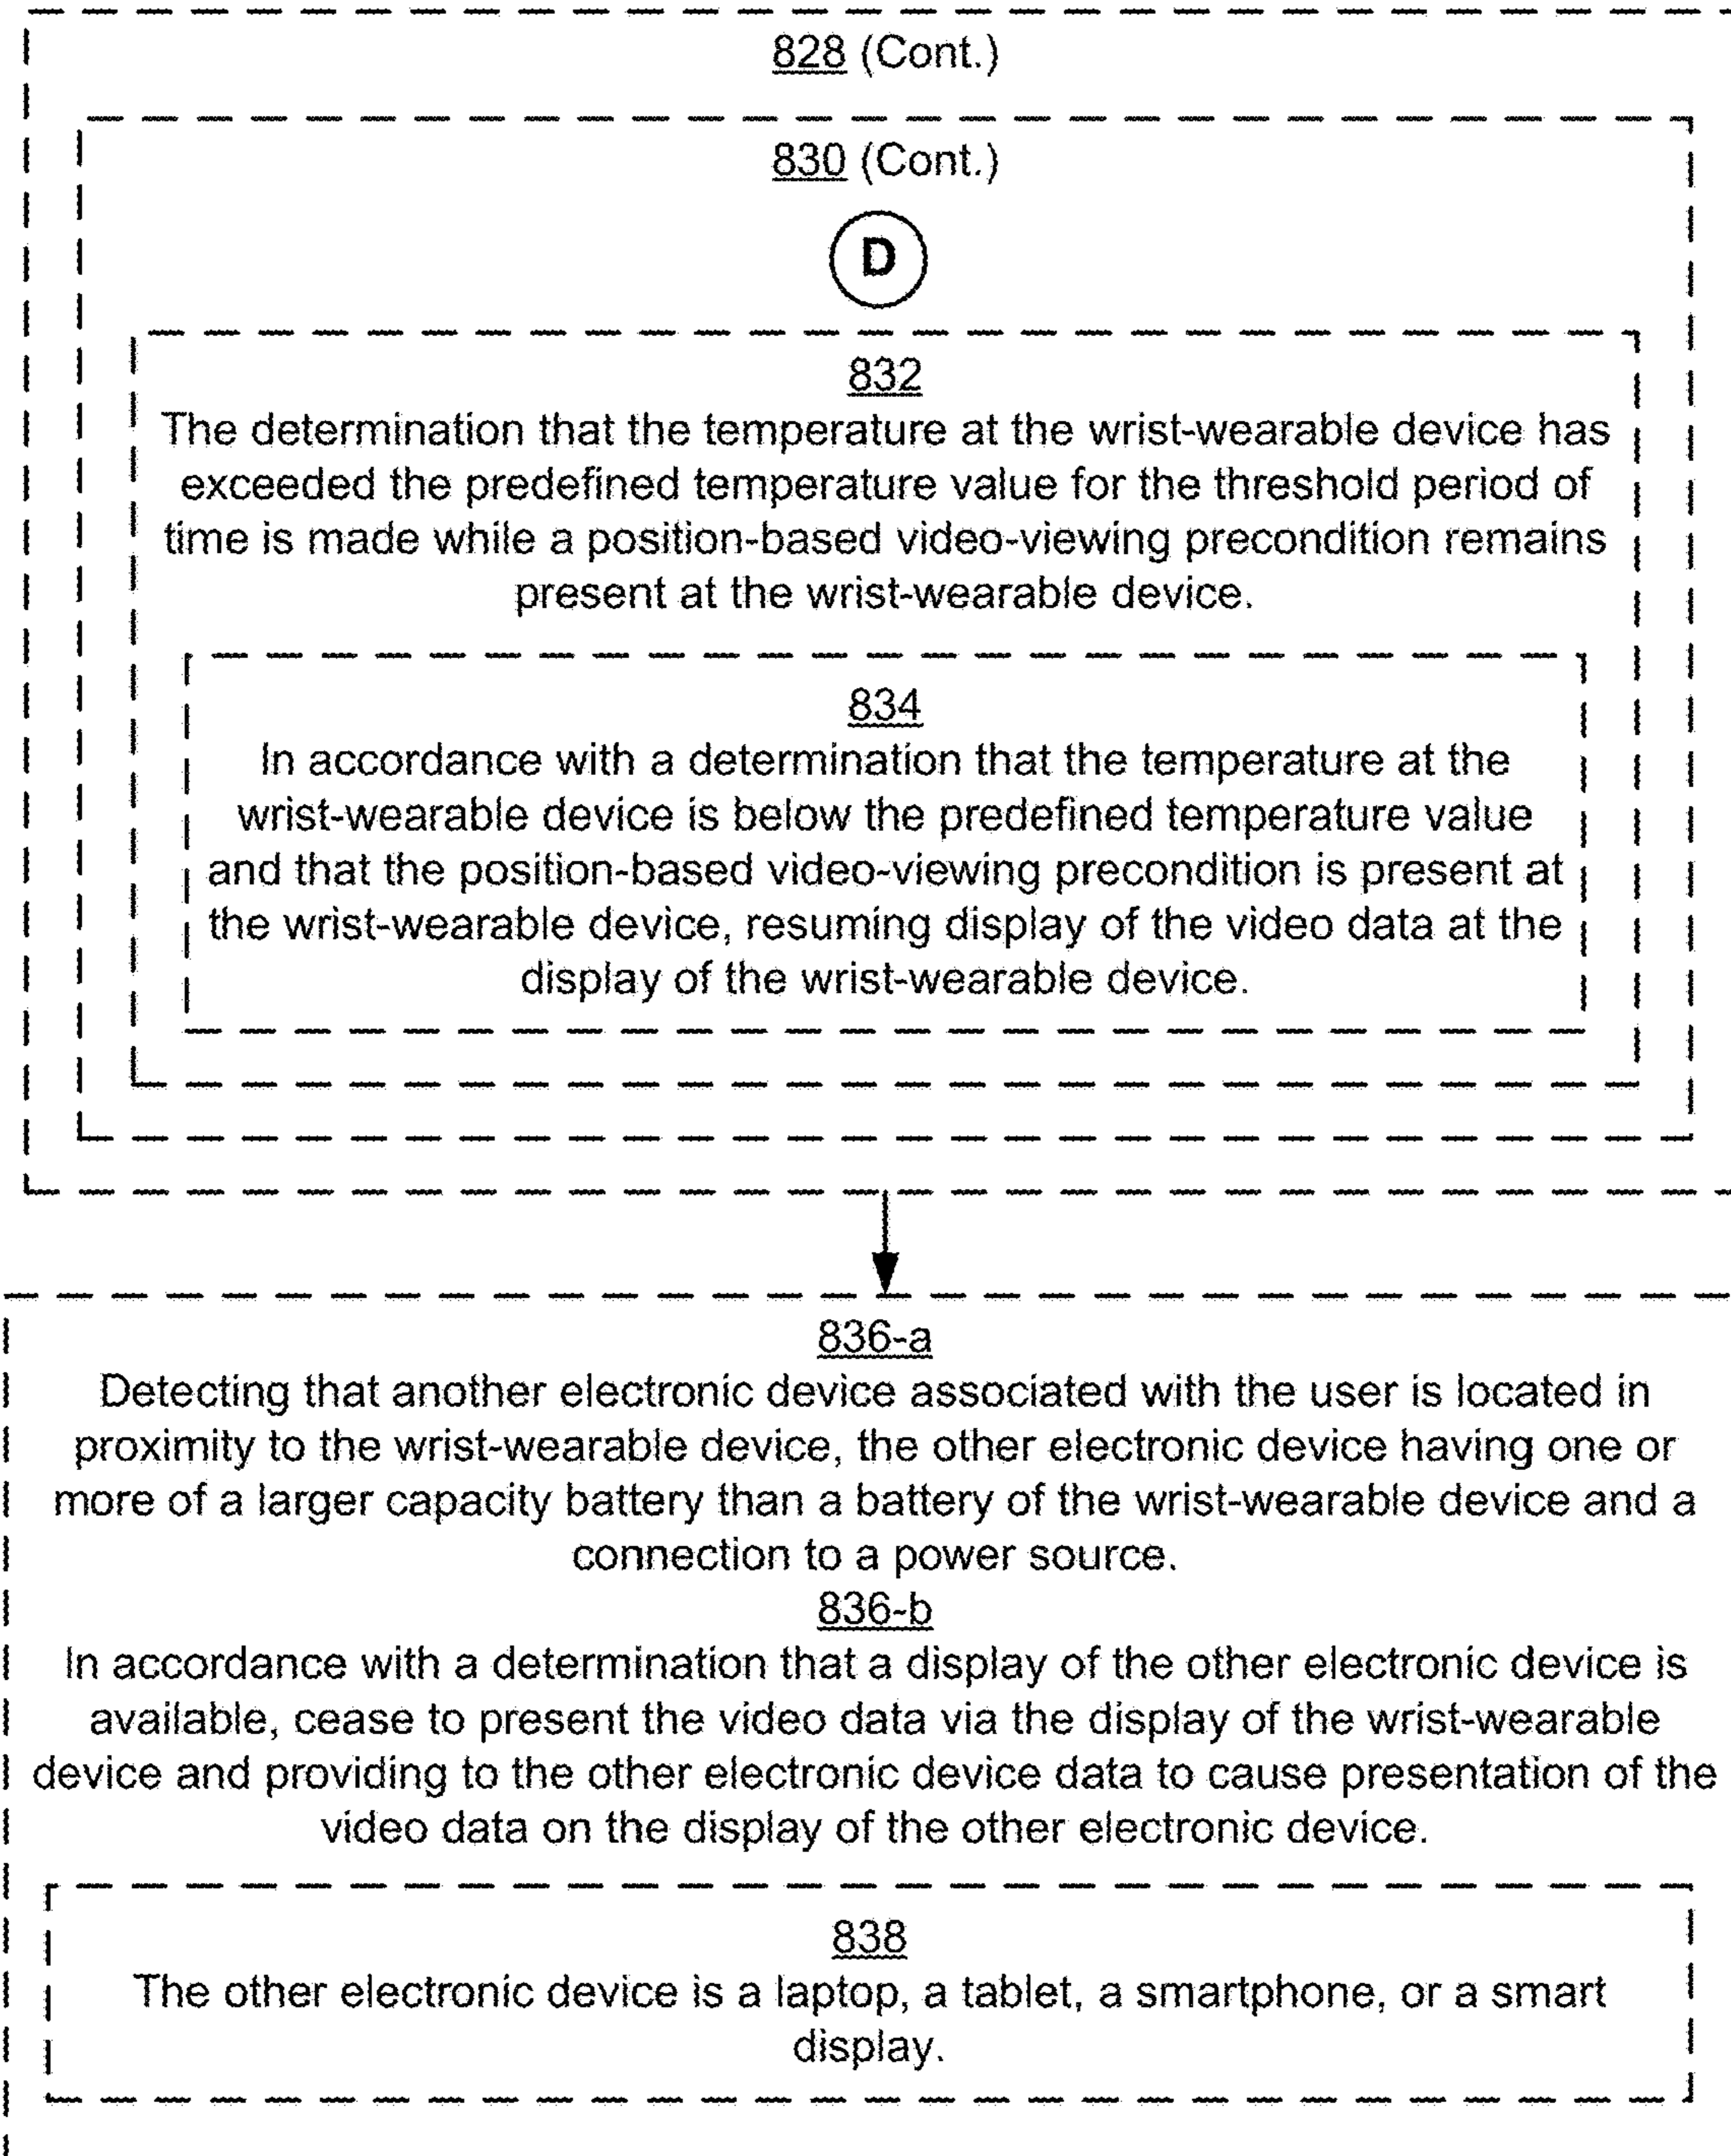 828 (Cont.)
830 (Cont.)
D
832
The determination that the temperature at the wrist-wearable device has
exceeded the predefined temperature value for the threshold period of
time is made while a position-based video-viewing precondition remains
present at the wrist-wearable device.
834
In accordance with a determination that the temperature at the
wrist-wearable device is below the predefined temperature value
and that the position-based video-viewing precondition is present at
the wrist-wearable device, resuming display of the video data at the
display of the wrist-wearable device.
836-a
Detecting that another electronic device associated with the user is located in
proximity to the wrist-wearable device, the other electronic device having one or
more of a larger capacity battery than a battery of the wrist-wearable device and a
connection to a power source.
836-b
In accordance with a determination that a display of the other electronic device is
available, cease to present the video data via the display of the wrist-wearable
device and providing to the other electronic device data to cause presentation of the
video data on the display of the other electronic device.
838
The other electronic device is a laptop, a tablet, a smartphone, or a smart
display.